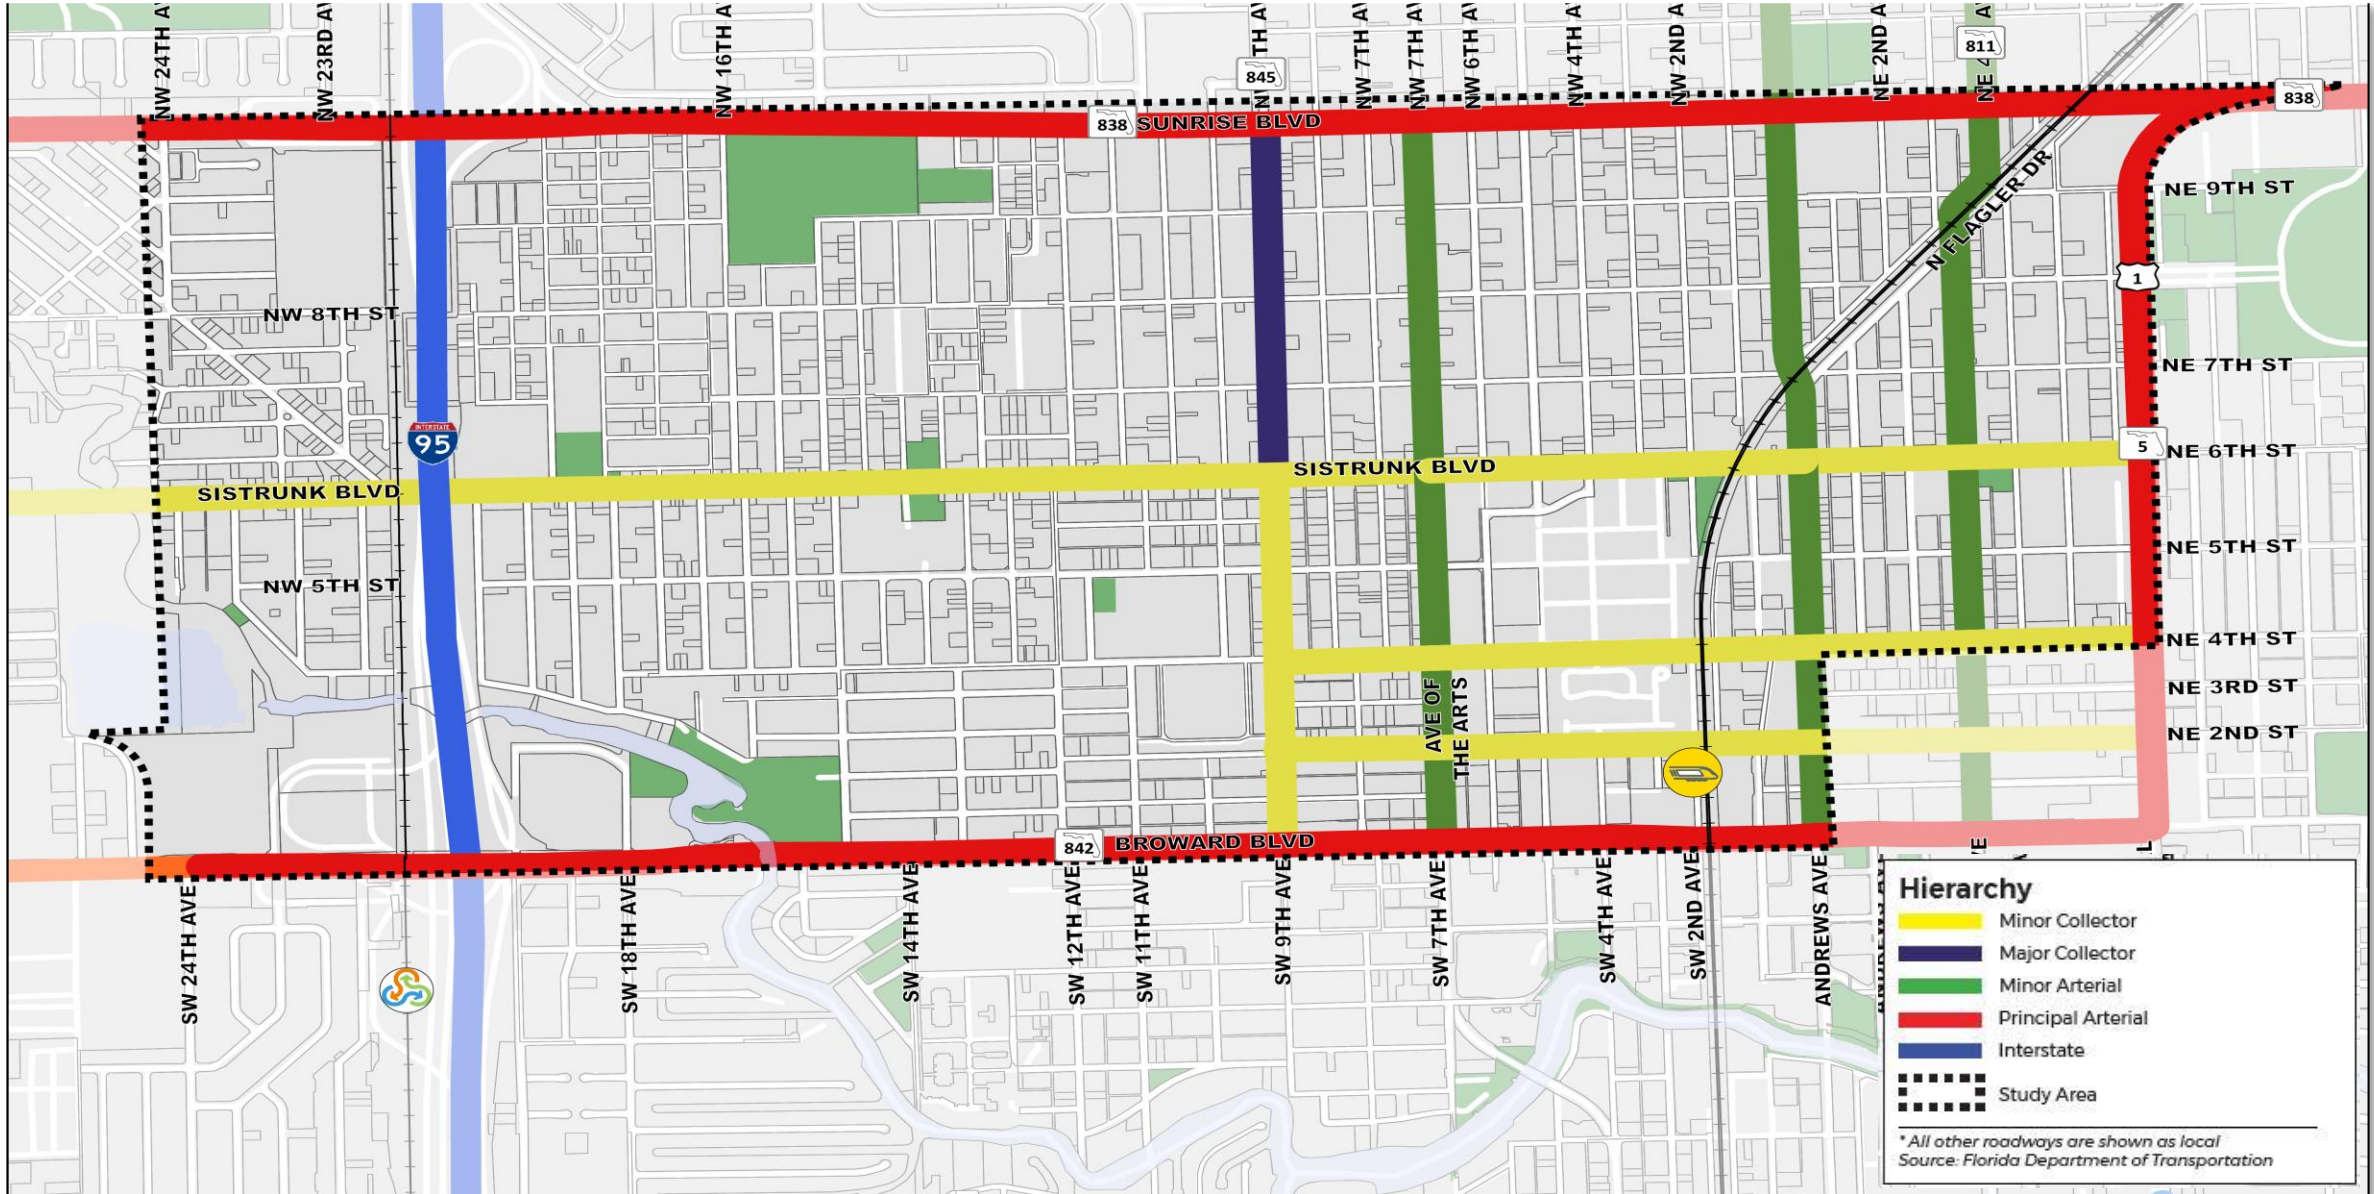 NW 24TH AV
NW 23RD AV
NW 16TH A
TH AV
NW 7TH AV
NW 7TH AV
NW 6TH AV
NW 4TH A
NW 2ND A
NE 2ND A
NE 4 A
811
845
838
838
SUNRISE BLVD
N FLAGLER DR
NE 9TH ST
1
NW 8TH ST
NE 7TH ST
INTERSTATE
95
5
NE 6TH ST
SISTRUNK BLVD
SISTRUNK BLVD
NE 5TH ST
NW 5TH ST
NE 4TH ST
NE 3RD ST
AVE OF
THE ARTS
NE 2ND ST
842
BROWARD BLVD
SW 24TH AVE
SW 18TH AVE
SW 14TH AVE
SW 12TH AVE
SW 11TH AVE
SW 9TH AVE
SW 7TH AVE
SW 4TH AVE
SW 2ND AVE
ANDREWS AVE
Hierarchy
Minor Collector
Major Collector
Minor Arterial
Principal Arterial
Interstate
Study Area
*All other roadways are shown as local
Source: Florida Department of Transportation